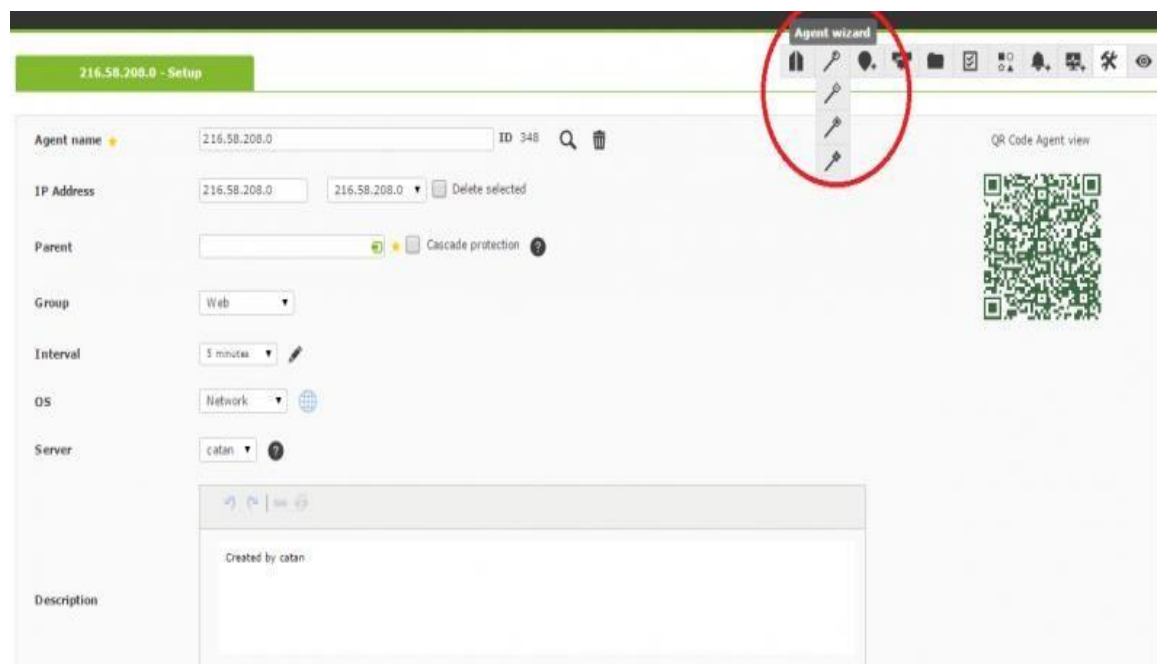 Agent wizard
216.58.208.0 - Setup
Agent name 216.58.208.0 ID 348
QR Code Agent view
IP Address 216.58.208.0 216.58.208.0 Delete selected
Parent Cascade protection ?
Group Web
Interval 5 minutes
OS Network
Server catan ?
Created by catan
Description